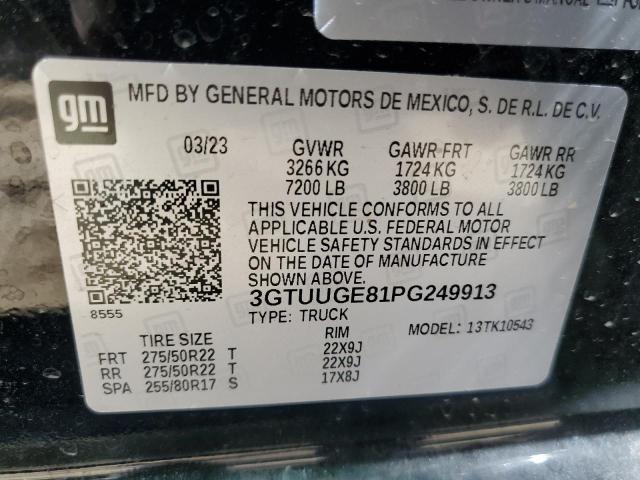 OWNER'S MANUAL
gm
MFD BY GENERAL MOTORS DE MEXICO, S. DE R.L. DE C.V.
03/23 GVWR GAWR FRT GAWR RR
3266 KG 1724 KG 1724 KG
7200 LB 3800 LB 3800 LB
THIS VEHICLE CONFORMS TO ALL
APPLICABLE U.S. FEDERAL MOTOR
VEHICLE SAFETY STANDARDS IN EFFECT
ON THE DATE OF MANUFACTURE
SHOWN ABOVE.
8555
3GTUUGE81PG249913
TYPE: TRUCK MODEL: 13TK10543
TIRE SIZE RIM
FRT 275/50R22 T 22X9J
RR 275/50R22 T 22X9J
SPA 255/80R17 S 17X8J